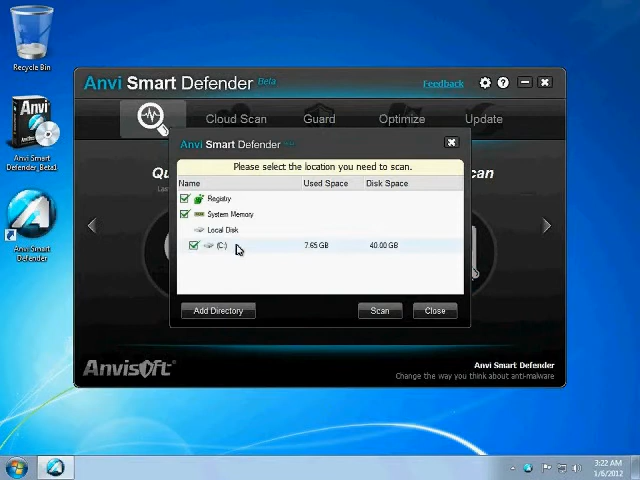 Recycle Bin
Anvi
Anvi Smart
Defender_Beta1
Anvi Smart
Defender
Anvi Smart Defender Beta
Feedback
Cloud Scan
Guard
Optimize
Update
Anvi Smart Defender
Please select the location you need to scan.
Name Used Space Disk Space
Registry
System Memory
Local Disk
(C:) 7.65 GB 40.00 GB
Add Directory Scan Close
Anvisoft
Anvi Smart Defender
Change the way you think about anti-malware
3:22 AM
1/6/2012